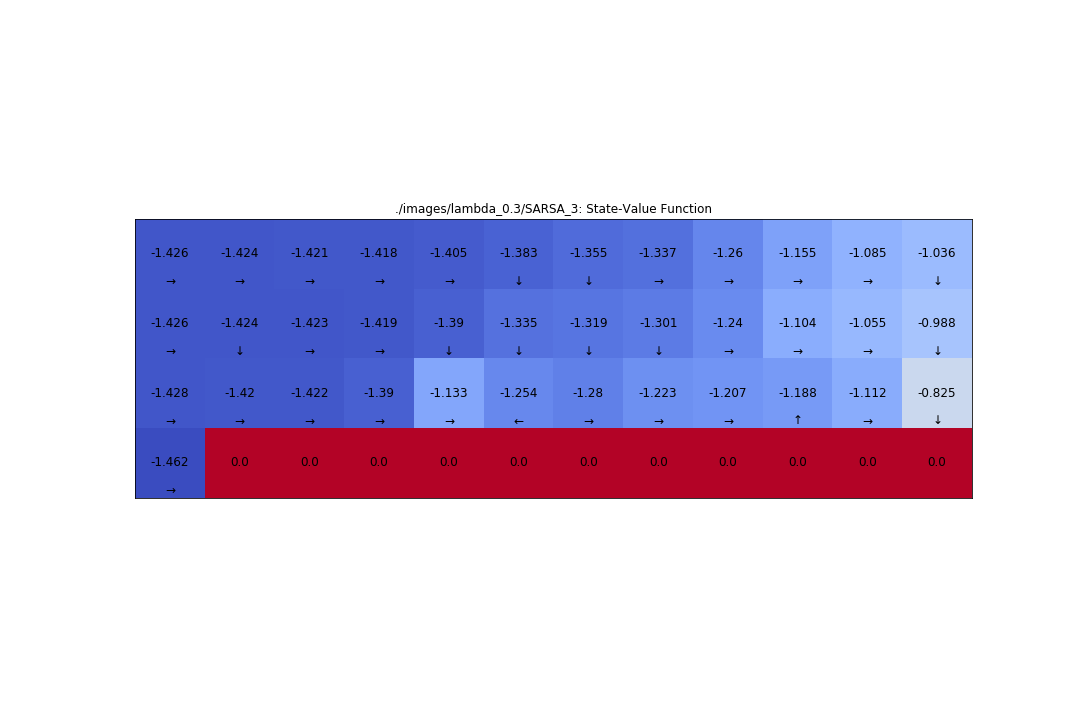 ./images/lambda_0.3/SARSA_3: State-Value Function
-1.426 -1.424 -1.421 -1.418 -1.405 -1.383 -1.355 -1.337 -1.26 -1.155 -1.085 -1.036
→ → → → → ↓ ↓ → → → → ↓
-1.426 -1.424 -1.423 -1.419 -1.39 -1.335 -1.319 -1.301 -1.24 -1.104 -1.055 -0.988
→ ↓ → → ↓ ↓ ↓ ↓ → → → ↓
-1.428 -1.42 -1.422 -1.39 -1.133 -1.254 -1.28 -1.223 -1.207 -1.188 -1.112 -0.825
→ → → → → ← → → → ↑ → ↓
-1.462 0.0 0.0 0.0 0.0 0.0 0.0 0.0 0.0 0.0 0.0 0.0
→